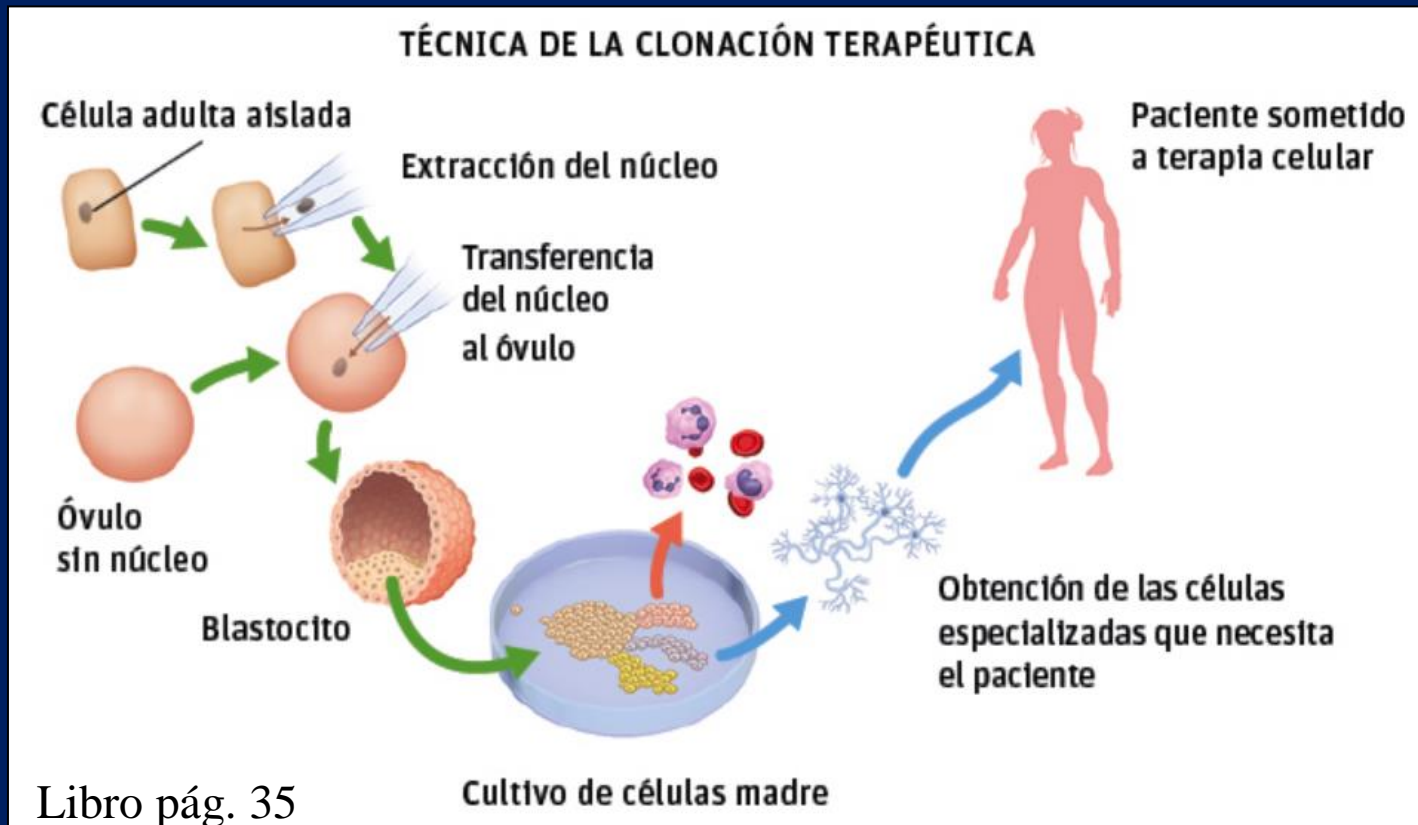 TÉCNICA DE LA CLONACIÓN TERAPÉUTICA
Célula adulta aislada
Extracción del núcleo
Transferencia
del núcleo
al óvulo
Óvulo
sin núcleo
Blastocito
Cultivo de células madre
Obtención de las células
especializadas que necesita
el paciente
Paciente sometido
a terapia celular
Libro pág. 35